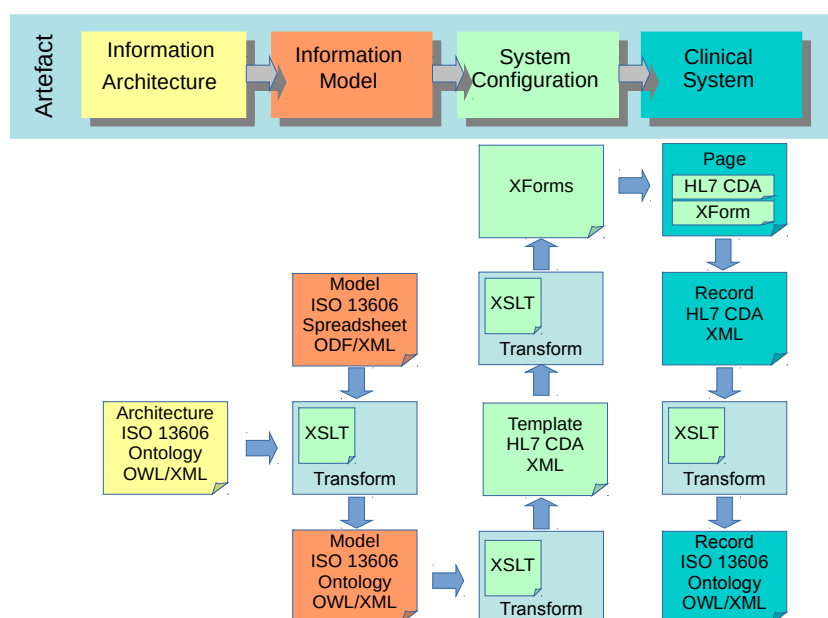 Artefact
Information
Architecture
Information
Model
System
Configuration
Clinical
System
XForms
Page
HL7 CDA
XForm
Model
ISO 13606
Spreadsheet
ODF/XML
XSLT
Transform
Record
HL7 CDA
XML
Architecture
ISO 13606
Ontology
OWL/XML
XSLT
Transform
Template
HL7 CDA
XML
XSLT
Transform
Model
ISO 13606
Ontology
OWL/XML
XSLT
Transform
Record
ISO 13606
Ontology
OWL/XML